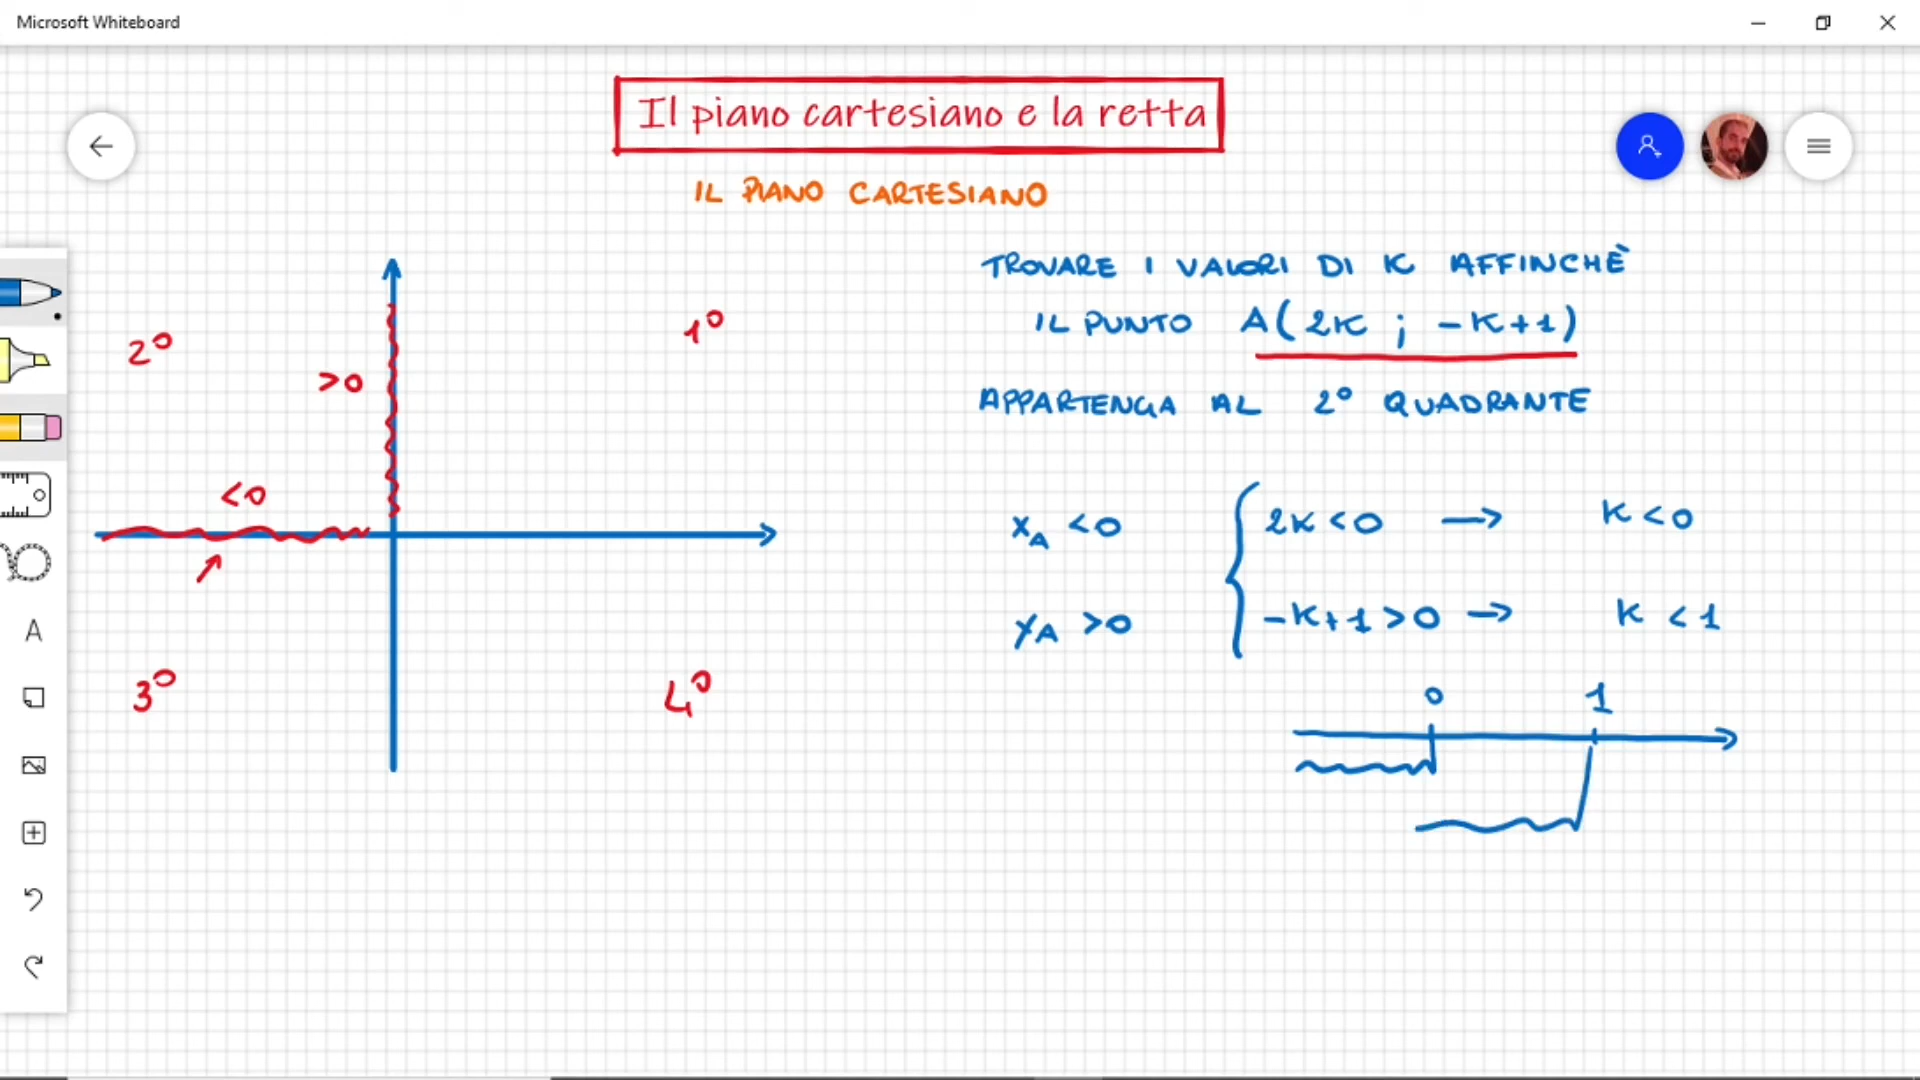 Microsoft Whiteboard
Il piano cartesiano e la retta
IL PIANO CARTESIANO
TROVARE I VALORI DI K AFFINCHÈ
IL PUNTO A(2K ; -K+1)
APPARTENGA AL 2° QUADRANTE
2°
1°
>0
<0
3°
4°
xA <0
2K<0 → K<0
yA >0
-K+1>0 → K<1
0 1
A